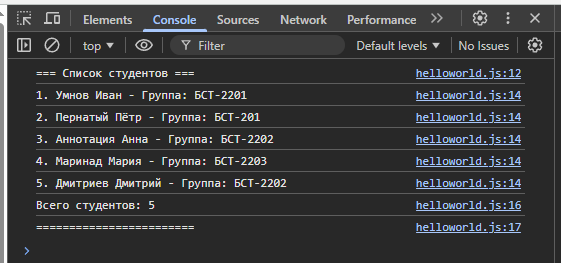 Elements Console Sources Network Performance
top Filter Default levels No Issues
=== Список студентов === helloworld.js:12
1. Умнов Иван - Группа: БСТ-2201 helloworld.js:14
2. Пернатый Пётр - Группа: БСТ-201 helloworld.js:14
3. Аннотация Анна - Группа: БСТ-2202 helloworld.js:14
4. Маринад Мария - Группа: БСТ-2203 helloworld.js:14
5. Дмитриев Дмитрий - Группа: БСТ-2202 helloworld.js:14
Всего студентов: 5 helloworld.js:16
======================== helloworld.js:17